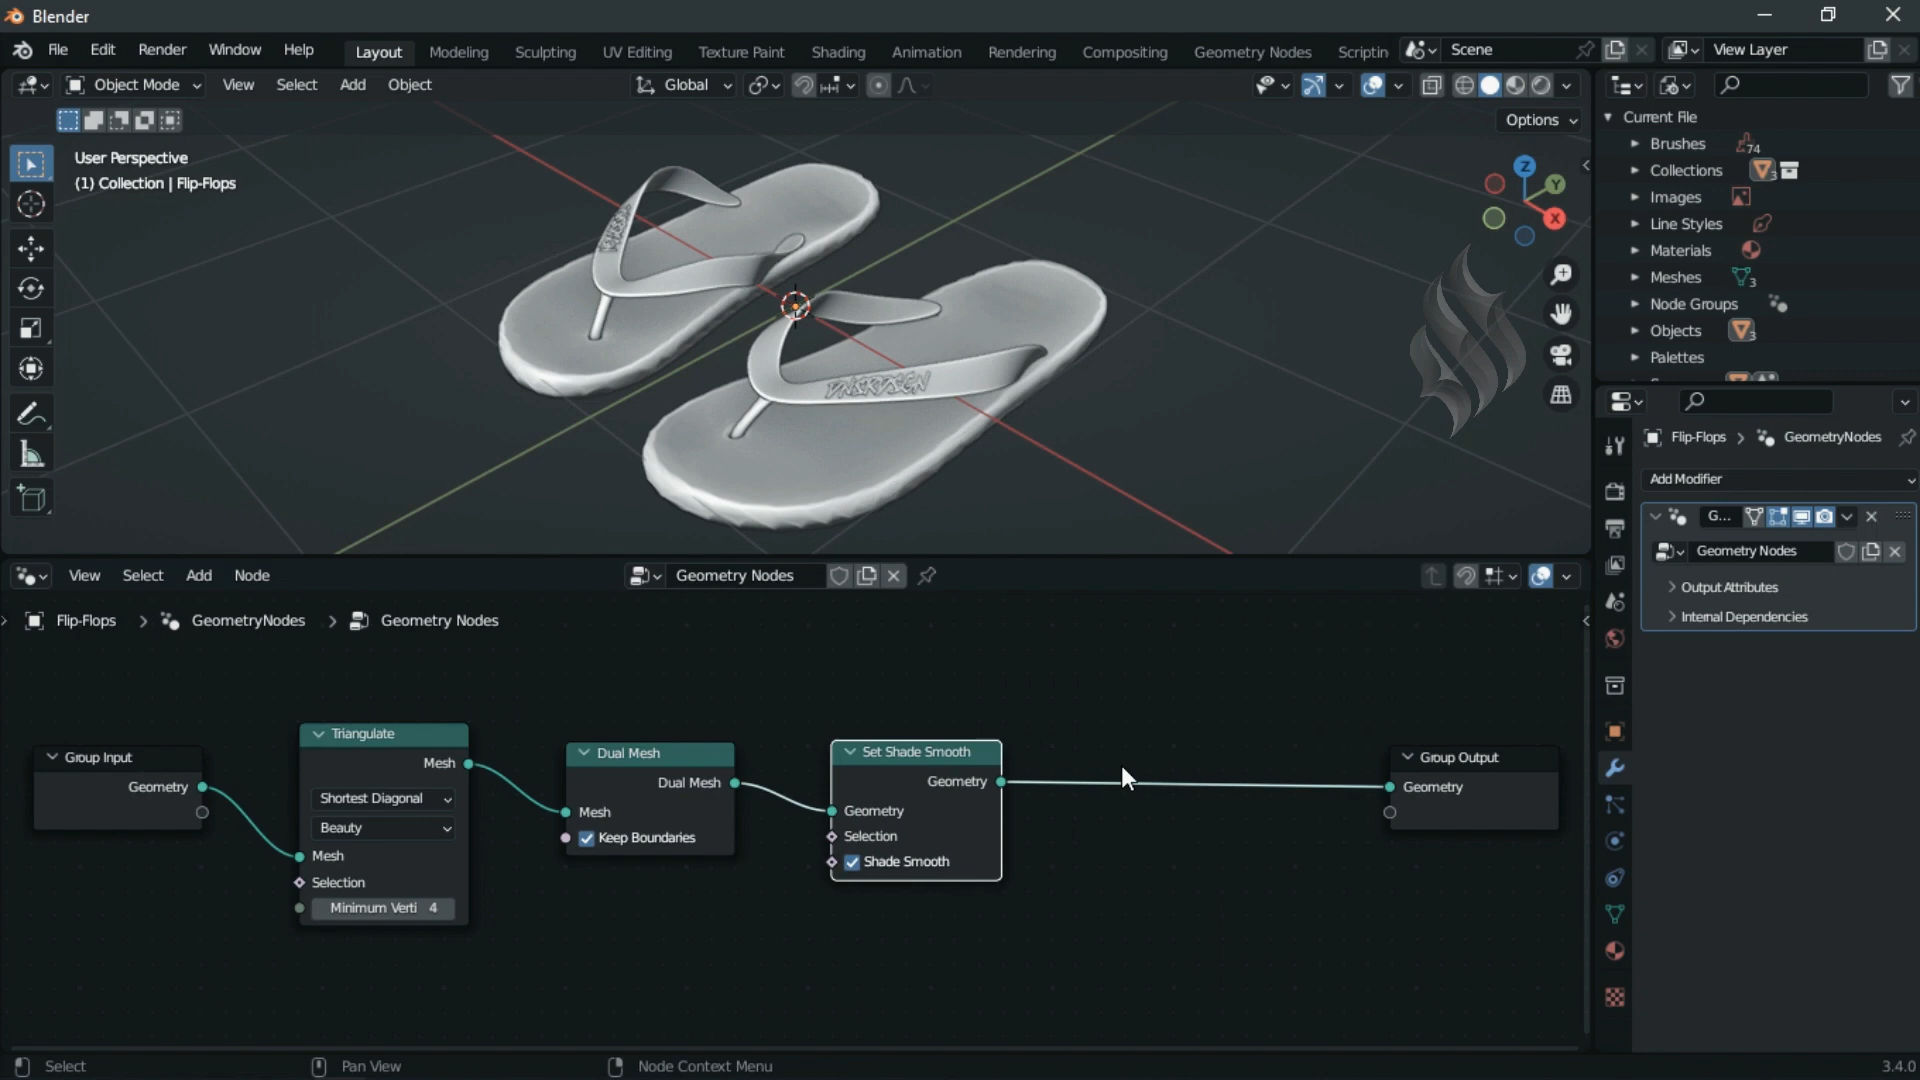 Blender
File Edit Render Window Help Layout Modeling Sculpting UV Editing Texture Paint Shading Animation Rendering Compositing Geometry Nodes Scriptin Scene View Layer
Object Mode View Select Add Object Global
Options
User Perspective
(1) Collection | Flip-Flops
Z
Y
X
DNSRDSGN
Current File
Brushes 74
Collections 3
Images
Line Styles
Materials
Meshes 3
Node Groups
Objects 3
Palettes
Flip-Flops GeometryNodes
Add Modifier
G...
Geometry Nodes
Output Attributes
Internal Dependencies
View Select Add Node Geometry Nodes
Flip-Flops GeometryNodes Geometry Nodes
Group Input
Geometry
Triangulate
Mesh
Shortest Diagonal
Beauty
Mesh
Selection
Minimum Verti 4
Dual Mesh
Dual Mesh
Mesh
Keep Boundaries
Set Shade Smooth
Geometry
Geometry
Selection
Shade Smooth
Group Output
Geometry
Select Pan View Node Context Menu 3.4.0